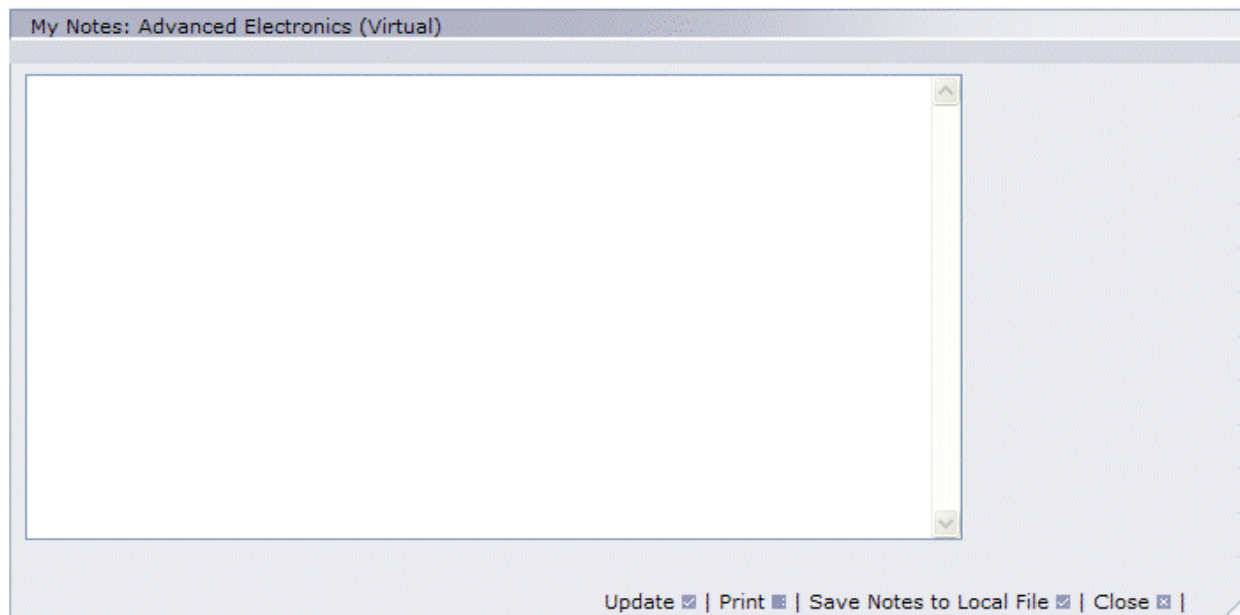 My Notes: Advanced Electronics (Virtual)
Update | Print | Save Notes to Local File | Close |